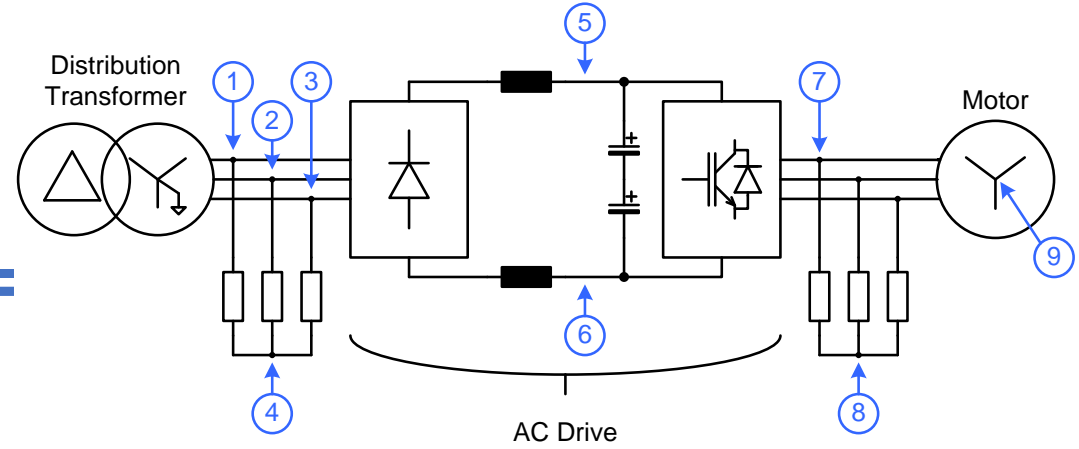 Distribution
Transformer
1
2
3
4
5
6
7
8
9
Motor
+
+
AC Drive